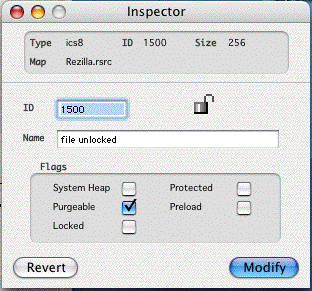 Inspector
Type ics8 ID 1500 Size 256
Map Rezilla.rsrc
ID 1500
Name file unlocked
Flags
System Heap Protected
Purgeable Preload
Locked
Revert Modify